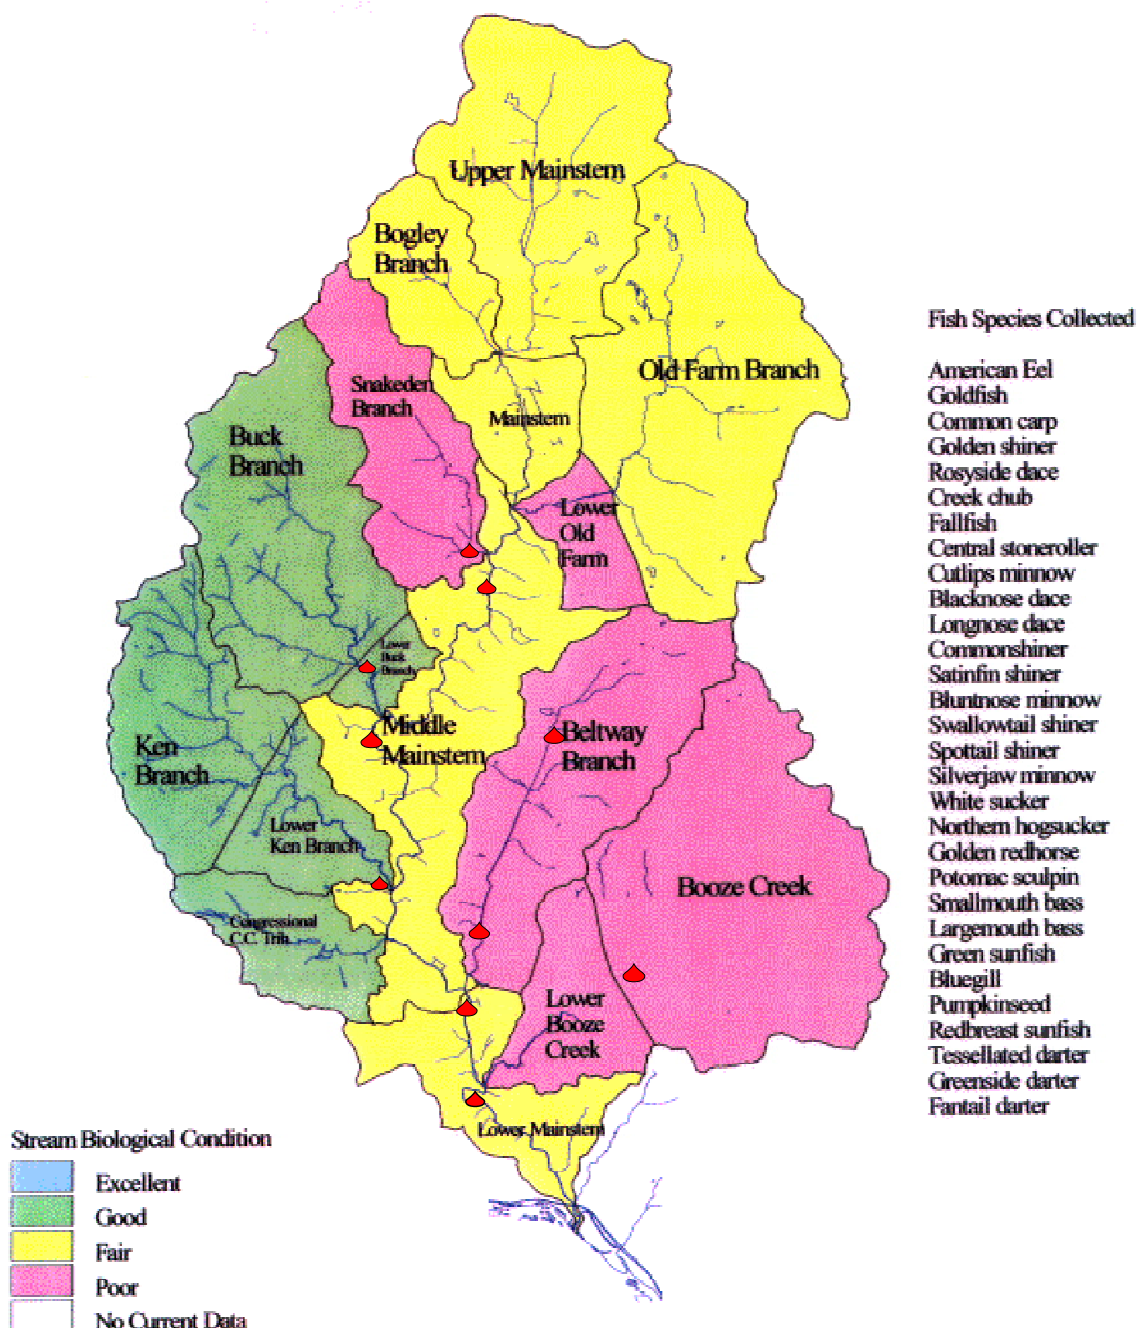 Upper Mainstem
Bogley
Branch
Old Farm Branch
Snakeden
Branch
Mainstem
Buck
Branch
Lower
Old
Farm
Lower
Buck
Branch
Middle
Mainstem
Beltway
Branch
Ken
Branch
Lower
Ken Branch
Booze Creek
Congressional
C.C. Trib.
Lower
Booze
Creek
Lower Mainstem
Fish Species Collected
American Eel
Goldfish
Common carp
Golden shiner
Rosyside dace
Creek chub
Fallfish
Central stoneroller
Cutlips minnow
Blacknose dace
Longnose dace
Commonshiner
Satinfin shiner
Bluntnose minnow
Swallowtail shiner
Spottail shiner
Silverjaw minnow
White sucker
Northern hogsucker
Golden redhorse
Potomac sculpin
Smallmouth bass
Largemouth bass
Green sunfish
Bluegill
Pumpkinseed
Redbreast sunfish
Tessellated darter
Greenside darter
Fantail darter
Stream Biological Condition
Excellent
Good
Fair
Poor
No Current Data